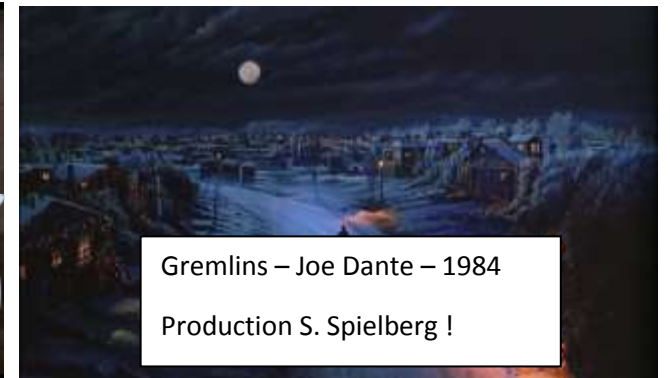 Gremlins – Joe Dante – 1984
Production S. Spielberg !